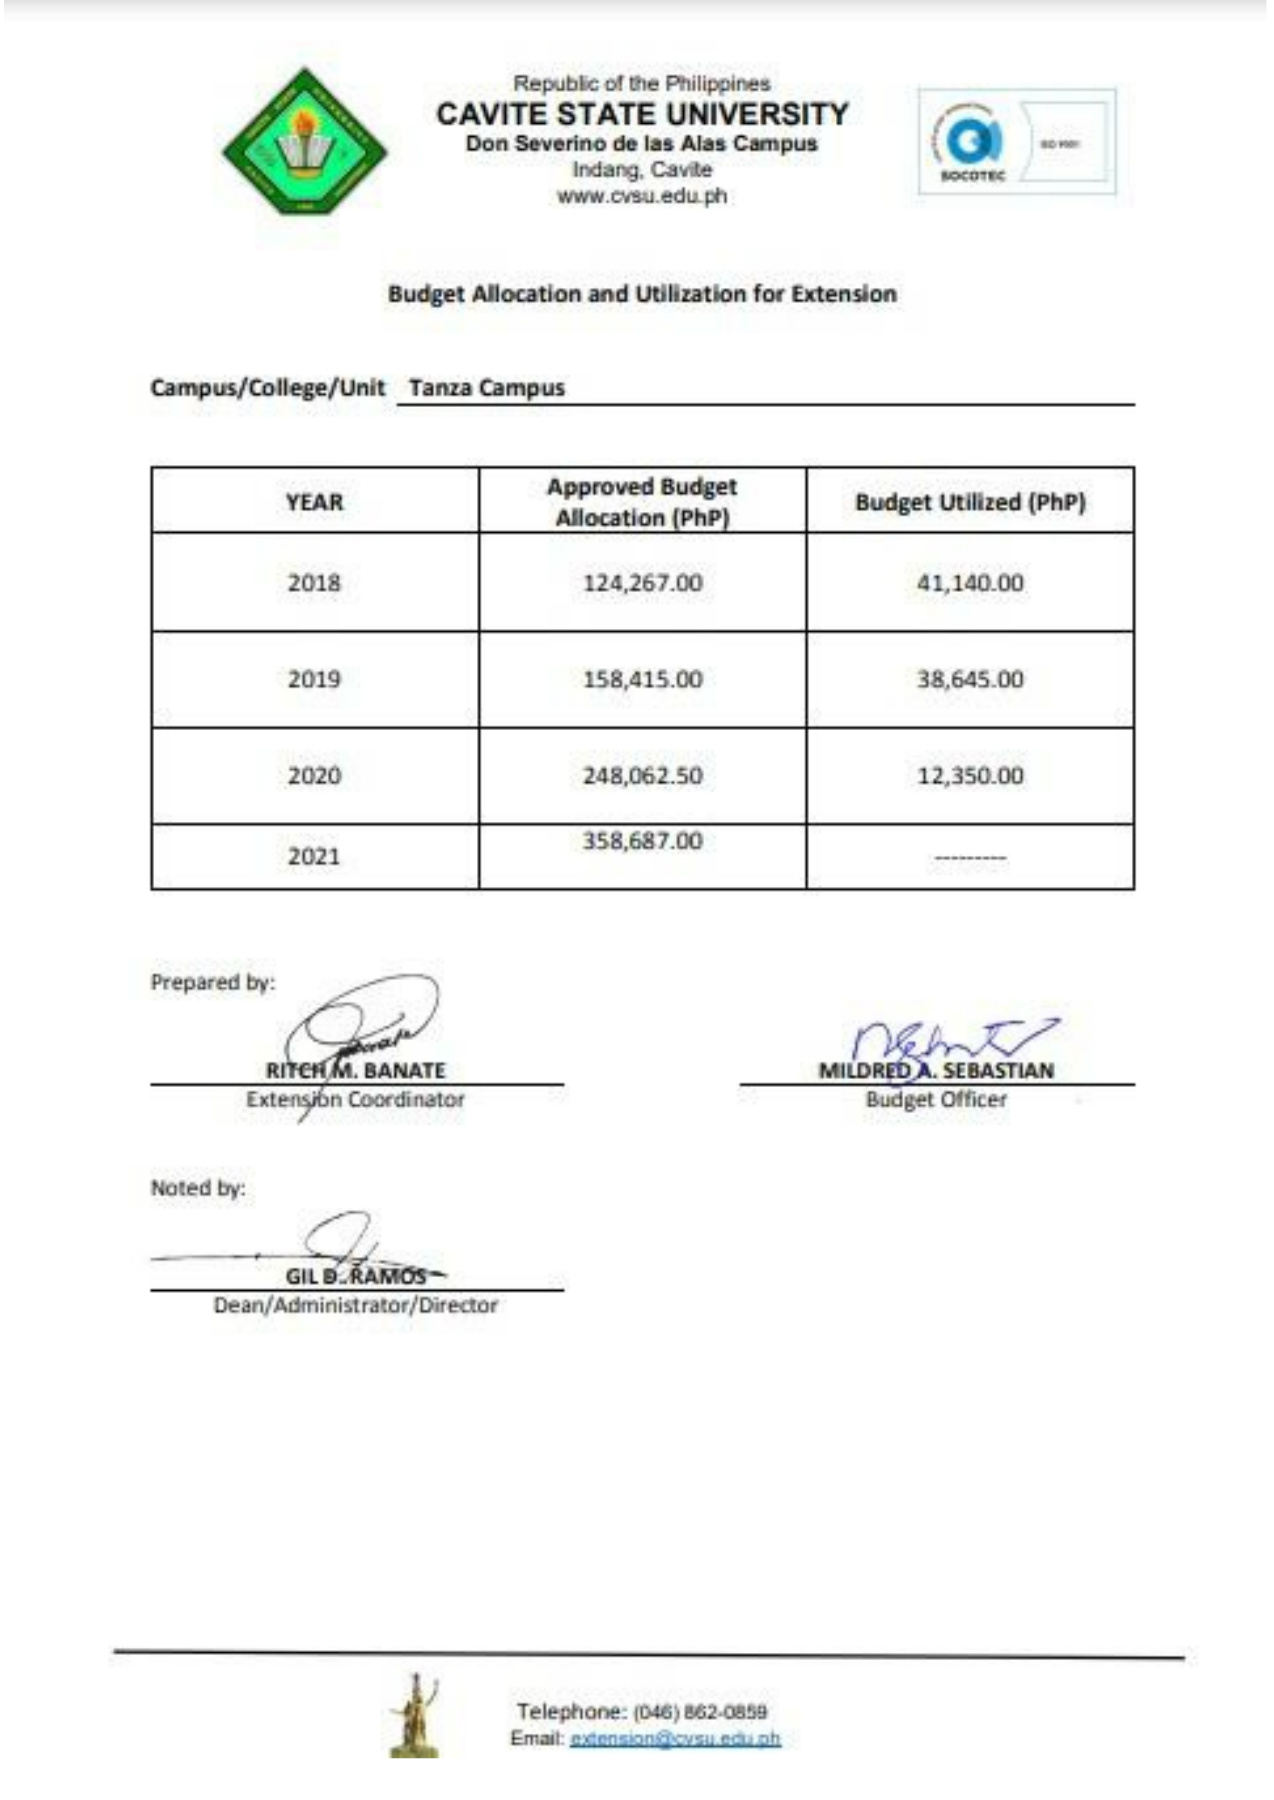 Republic of the Philippines
CAVITE STATE UNIVERSITY
Don Severino de las Alas Campus
Indang, Cavite
www.cvsu.edu.ph
SOCOTEC
ISO 9001
Budget Allocation and Utilization for Extension
Campus/College/Unit Tanza Campus
YEAR Approved Budget Allocation (PhP) Budget Utilized (PhP)
2018 124,267.00 41,140.00
2019 158,415.00 38,645.00
2020 248,062.50 12,350.00
2021 358,687.00 ---------
Prepared by:
RITCH M. BANATE MILDRED A. SEBASTIAN
Extension Coordinator Budget Officer
Noted by:
GIL D. RAMOS
Dean/Administrator/Director
Telephone: (046) 862-0859
Email: extension@cvsu.edu.ph